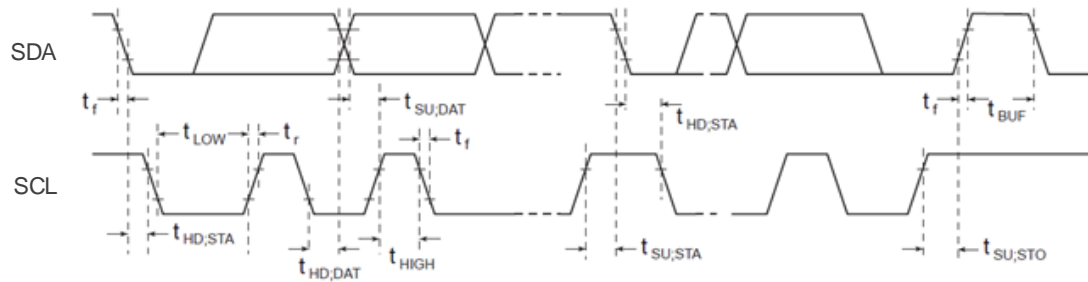 SDA
t_f t_SU;DAT t_HD;STA t_f t_BUF
t_LOW t_r t_f
SCL
t_HD;STA t_HD;DAT t_HIGH t_SU;STA t_SU;STO